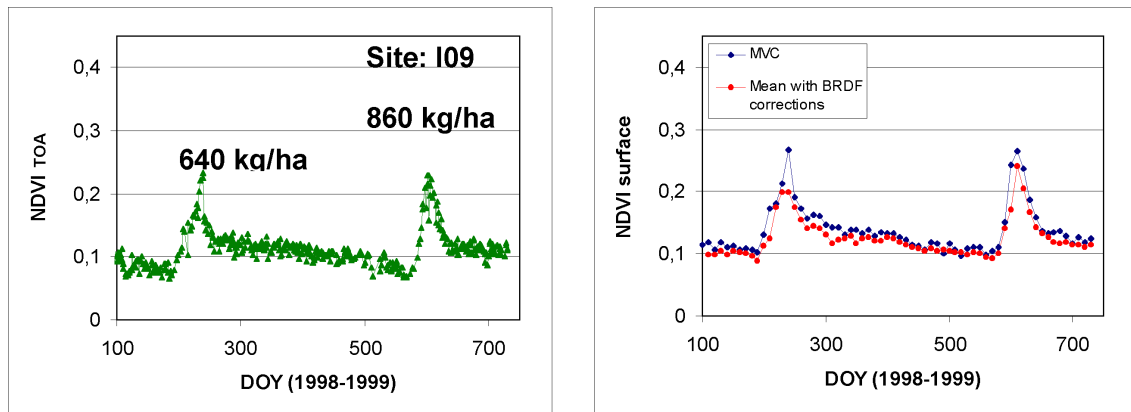 Site: I09
0,4
860 kg/ha
0,3
640 kg/ha
0,2
0,1
0
NDVI TOA
100 300 500 700
DOY (1998-1999)
MVC
Mean with BRDF
corrections
0,4
0,3
0,2
0,1
0
NDVI surface
100 300 500 700
DOY (1998-1999)